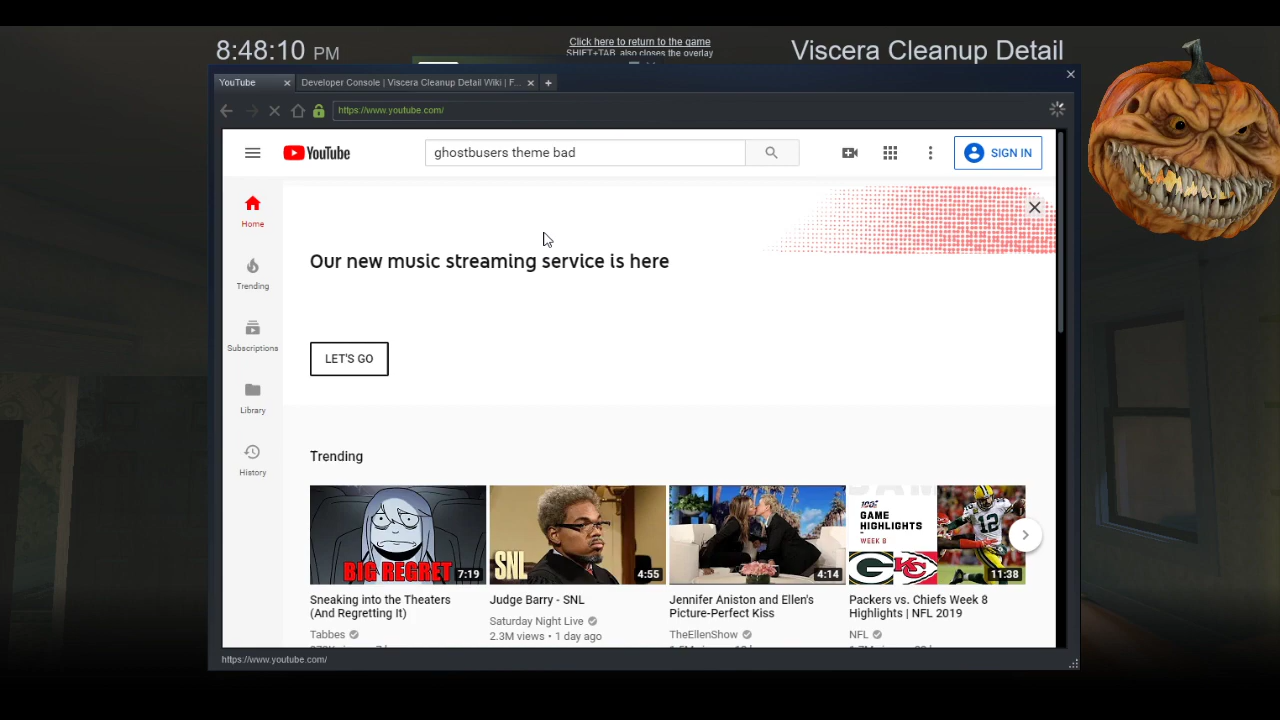 8:48:10 PM
Click here to return to the game
SHIFT+TAB also closes the overlay
Viscera Cleanup Detail
YouTube
Developer Console | Viscera Cleanup Detail Wiki | F...
https://www.youtube.com/
YouTube
ghostbusers theme bad
SIGN IN
Home
Our new music streaming service is here
Trending
Subscriptions
LET'S GO
Library
History
Trending
BIG REGRET
7:19
SNL
4:55
4:14
GAME
HIGHLIGHTS
WEEK 8
12
11:38
Sneaking into the Theaters
(And Regretting It)
Tabbes
Judge Barry - SNL
Saturday Night Live
2.3M views • 1 day ago
Jennifer Aniston and Ellen's
Picture-Perfect Kiss
TheEllenShow
Packers vs. Chiefs Week 8
Highlights | NFL 2019
NFL
https://www.youtube.com/